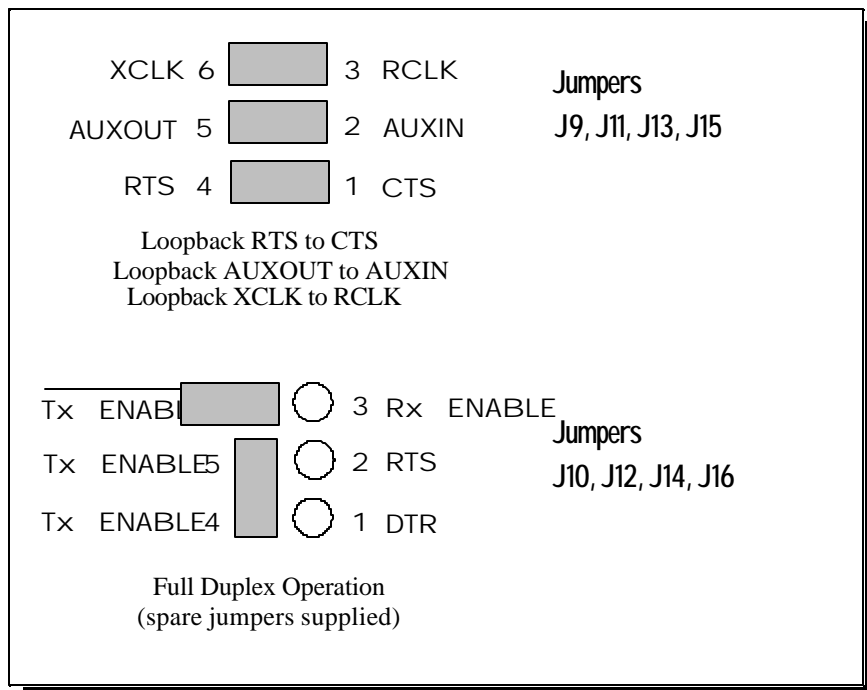 XCLK 6 3 RCLK
AUXOUT 5 2 AUXIN
RTS 4 1 CTS
Jumpers
J9, J11, J13, J15
Loopback RTS to CTS
Loopback AUXOUT to AUXIN
Loopback XCLK to RCLK
Tx 3 Rx ENABLE
Tx ENABLE5 2 RTS
Tx ENABLE4 1 DTR
Jumpers
J10, J12, J14, J16
Full Duplex Operation
(spare jumpers supplied)